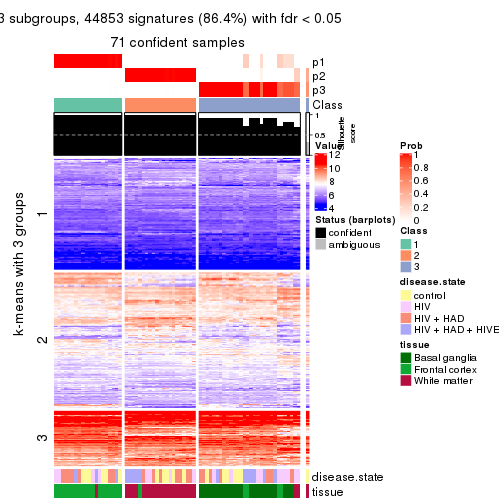 3 subgroups, 44853 signatures (86.4%) with fdr < 0.05
71 confident samples
p1
p2
p3
Class
1
0.5
Silhouette
score
k-means with 3 groups
1
2
3
Value
12
10
8
6
4
Status (barplots)
confident
ambiguous
Prob
1
0.8
0.6
0.4
0.2
0
Class
1
2
3
disease.state
control
HIV
HIV + HAD
HIV + HAD + HIVE
tissue
Basal ganglia
Frontal cortex
White matter
disease.state
tissue